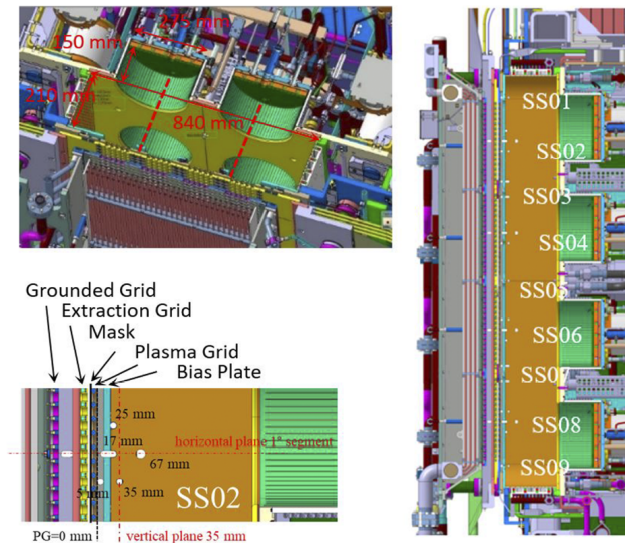 275 mm
150 mm
210 mm
840 mm
SS01
SS02
SS03
SS04
SS05
SS06
SS07
SS08
SS09
Grounded Grid
Extraction Grid
Mask
Plasma Grid
Bias Plate
25 mm
17 mm
horizontal plane 1° segment
67 mm
5 mm
35 mm
SS02
PG=0 mm
vertical plane 35 mm